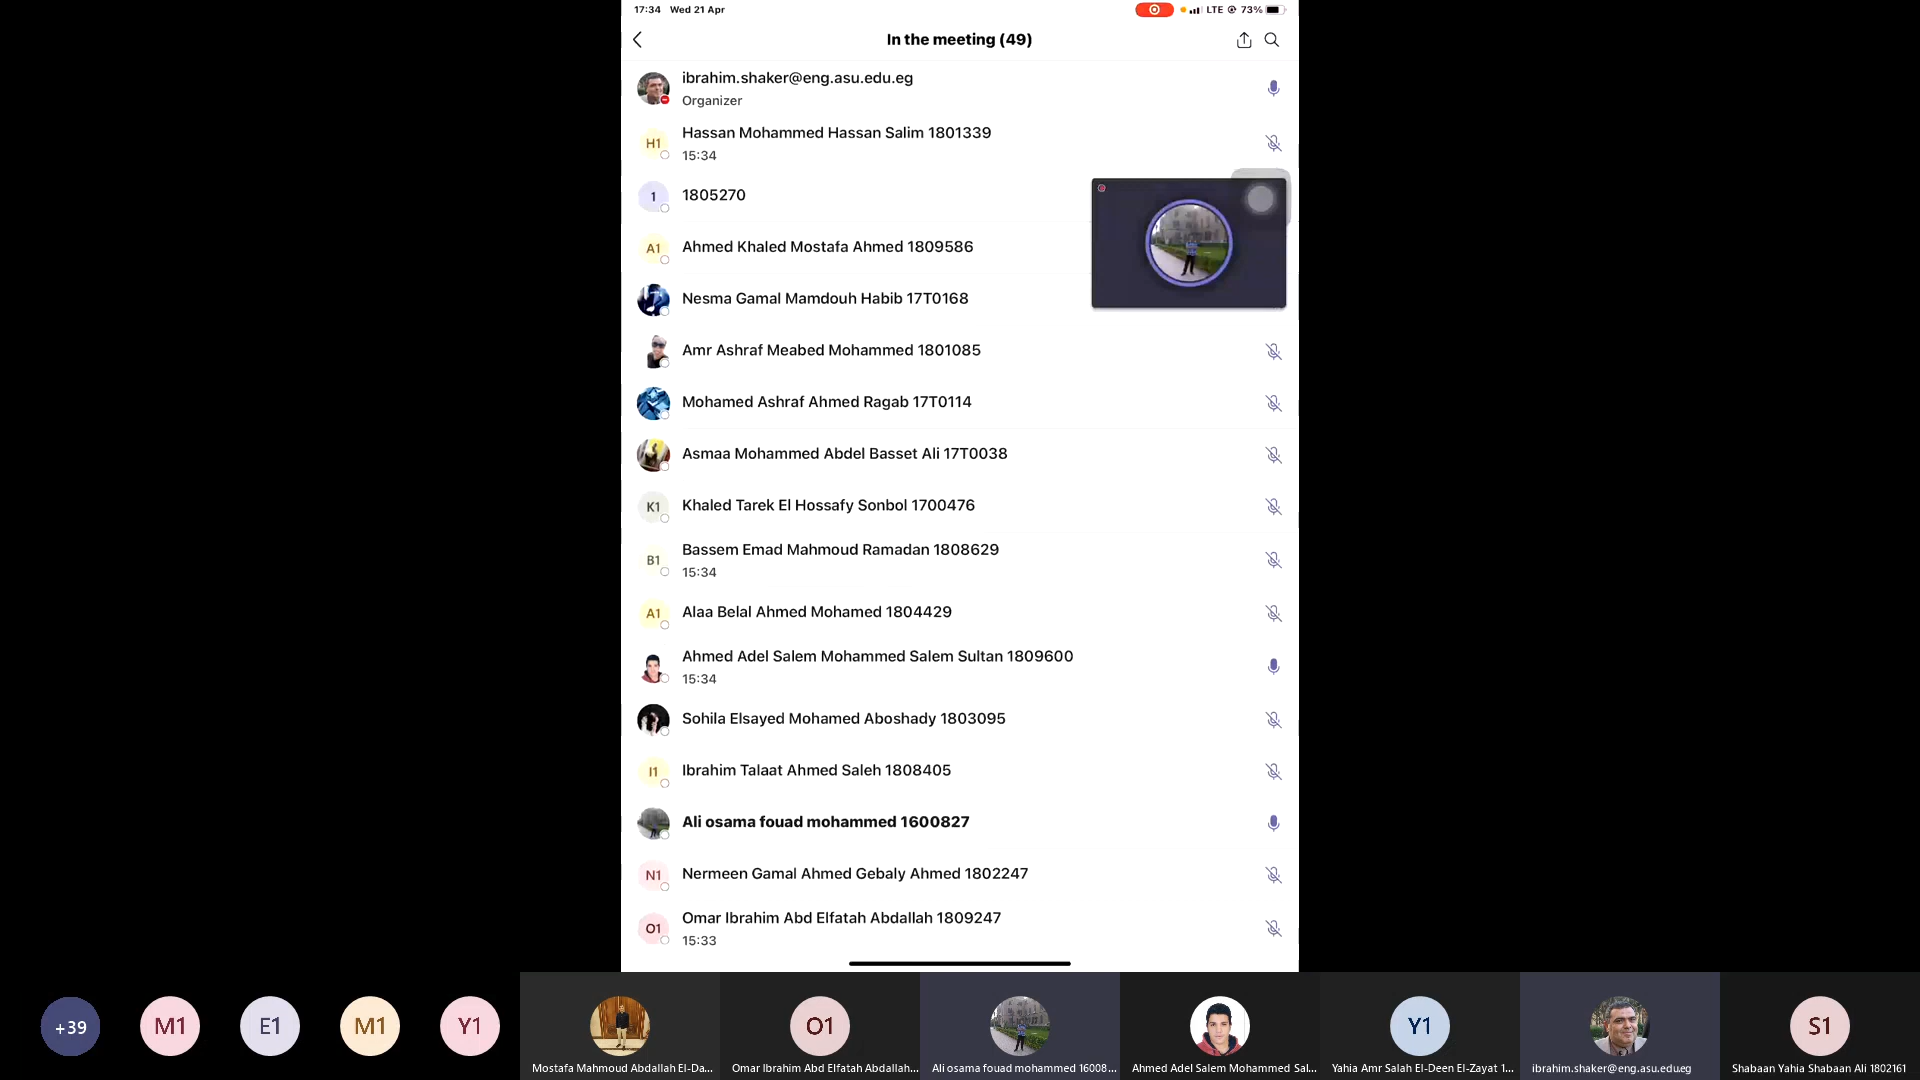 17:34 Wed 21 Apr
LTE 73%
In the meeting (49)
ibrahim.shaker@eng.asu.edu.eg
Organizer
H1 Hassan Mohammed Hassan Salim 1801339
15:34
1 1805270
A1 Ahmed Khaled Mostafa Ahmed 1809586
Nesma Gamal Mamdouh Habib 17T0168
Amr Ashraf Meabed Mohammed 1801085
Mohamed Ashraf Ahmed Ragab 17T0114
Asmaa Mohammed Abdel Basset Ali 17T0038
K1 Khaled Tarek El Hossafy Sonbol 1700476
B1 Bassem Emad Mahmoud Ramadan 1808629
15:34
A1 Alaa Belal Ahmed Mohamed 1804429
Ahmed Adel Salem Mohammed Salem Sultan 1809600
15:34
Sohila Elsayed Mohamed Aboshady 1803095
I1 Ibrahim Talaat Ahmed Saleh 1808405
Ali osama fouad mohammed 1600827
N1 Nermeen Gamal Ahmed Gebaly Ahmed 1802247
O1 Omar Ibrahim Abd Elfatah Abdallah 1809247
15:33
+39 M1 E1 M1 Y1 O1 Y1 S1
Mostafa Mahmoud Abdallah El-Da... Omar Ibrahim Abd Elfatah Abdallah... Ali osama fouad mohammed 16008... Ahmed Adel Salem Mohammed Sal... Yahia Amr Salah El-Deen El-Zayat 1... ibrahim.shaker@eng.asu.edu.eg Shabaan Yahia Shabaan Ali 1802161